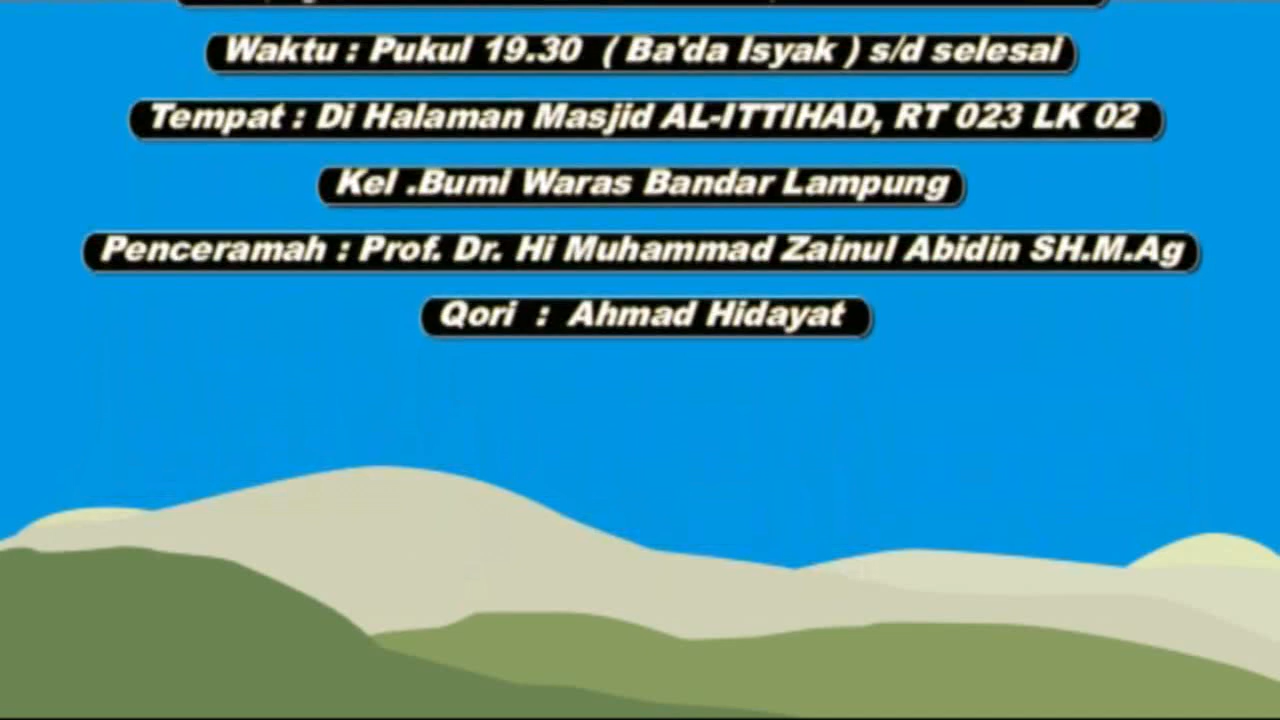 Waktu : Pukul 19.30 ( Ba'da Isyak ) s/d selesai
Tempat : Di Halaman Masjid AL-ITTIHAD, RT 023 LK 02
Kel .Bumi Waras Bandar Lampung
Penceramah : Prof. Dr. Hi Muhammad Zainul Abidin SH.M.Ag
Qori : Ahmad Hidayat